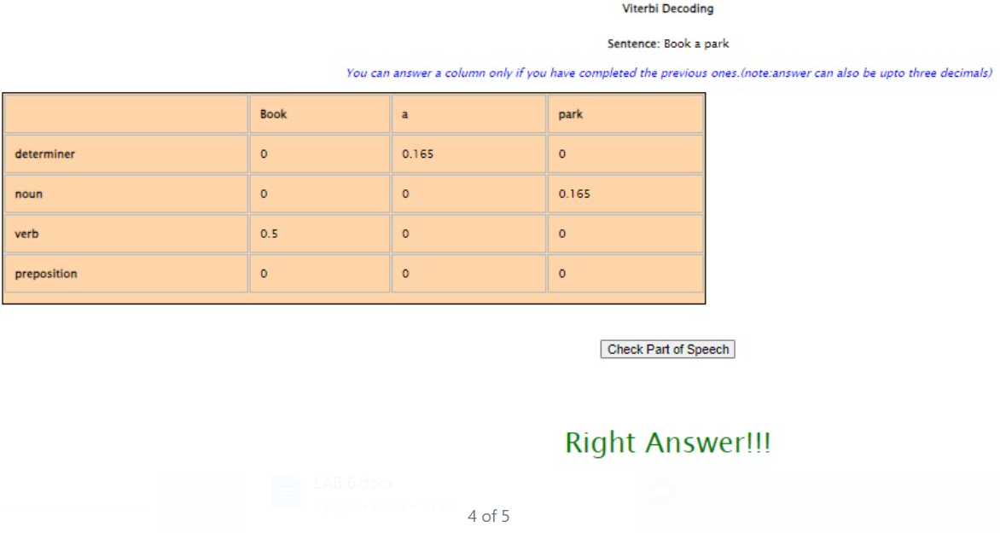 Viterbi Decoding
Sentence: Book a park
You can answer a column only if you have completed the previous ones.(note:answer can also be upto three decimals)
Book a park
determiner 0 0.165 0
noun 0 0 0.165
verb 0.5 0 0
preposition 0 0 0
Check Part of Speech
Right Answer!!!
LAB 6.docx
4 of 5